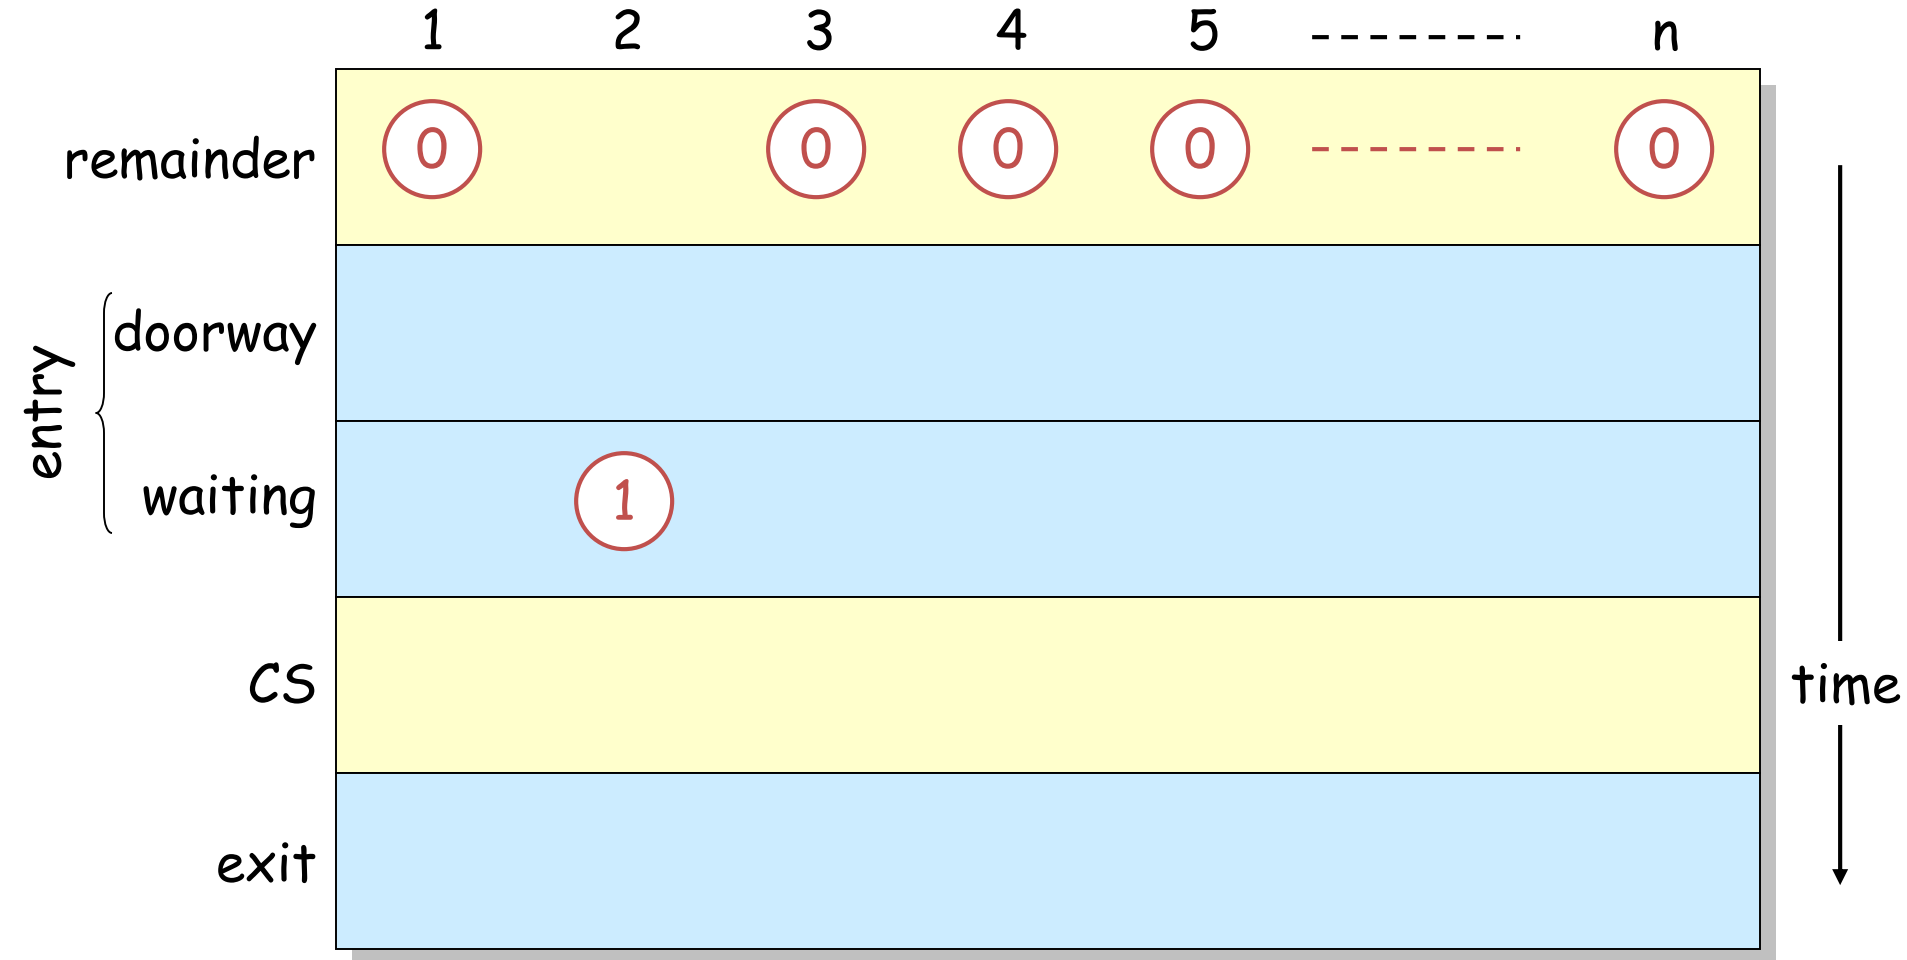 1 2 3 4 5 n
remainder 0 0 0 0 0
entry
doorway
waiting 1
CS
time
exit